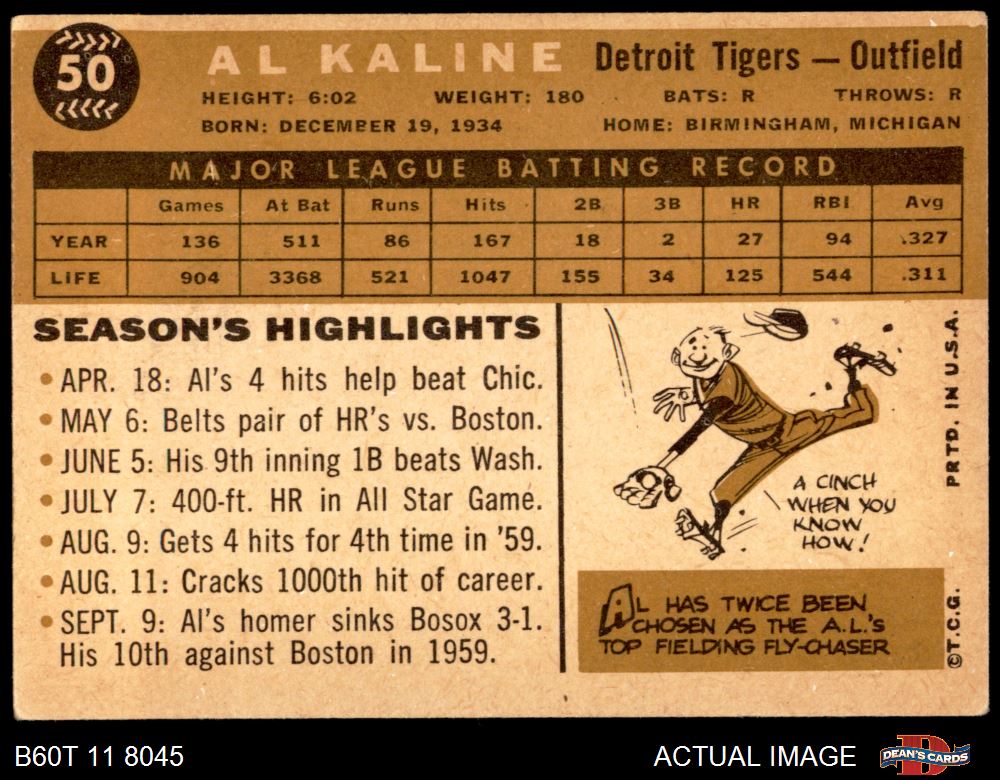 50
AL KALINE Detroit Tigers — Outfield
HEIGHT: 6:02 WEIGHT: 180 BATS: R THROWS: R
BORN: DECEMBER 19, 1934 HOME: BIRMINGHAM, MICHIGAN
MAJOR LEAGUE BATTING RECORD
Games At Bat Runs Hits 2B 3B HR RBI Avg
YEAR 136 511 86 167 18 2 27 94 .327
LIFE 904 3368 521 1047 155 34 125 544 .311
SEASON'S HIGHLIGHTS
• APR. 18: Al's 4 hits help beat Chic.
• MAY 6: Belts pair of HR's vs. Boston.
• JUNE 5: His 9th inning 1B beats Wash.
• JULY 7: 400-ft. HR in All Star Game.
• AUG. 9: Gets 4 hits for 4th time in '59.
• AUG. 11: Cracks 1000th hit of career.
• SEPT. 9: Al's homer sinks Bosox 3-1.
His 10th against Boston in 1959.
A CINCH
WHEN YOU
KNOW
HOW!
AL HAS TWICE BEEN
CHOSEN AS THE A.L.'S
TOP FIELDING FLY-CHASER
PRTD. IN U.S.A.
©T.C.G.
B60T 11 8045 ACTUAL IMAGE DEAN'S CARDS